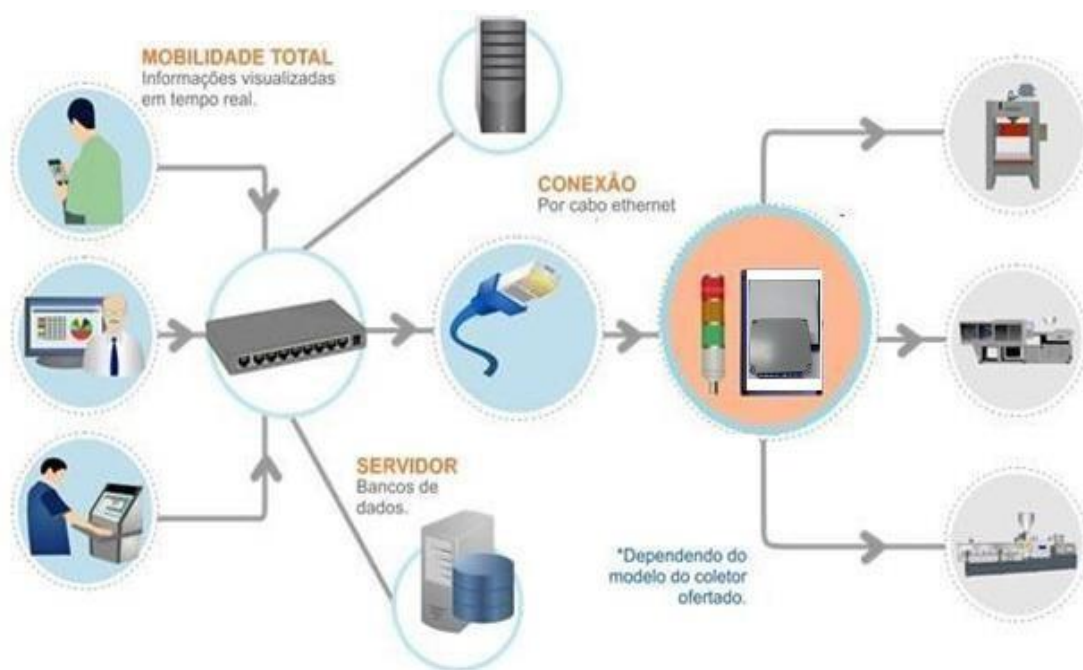 MOBILIDADE TOTAL
Informações visualizadas
em tempo real.
CONEXÃO
Por cabo ethernet
SERVIDOR
Bancos de
dados.
*Dependendo do
modelo do coletor
ofertado.